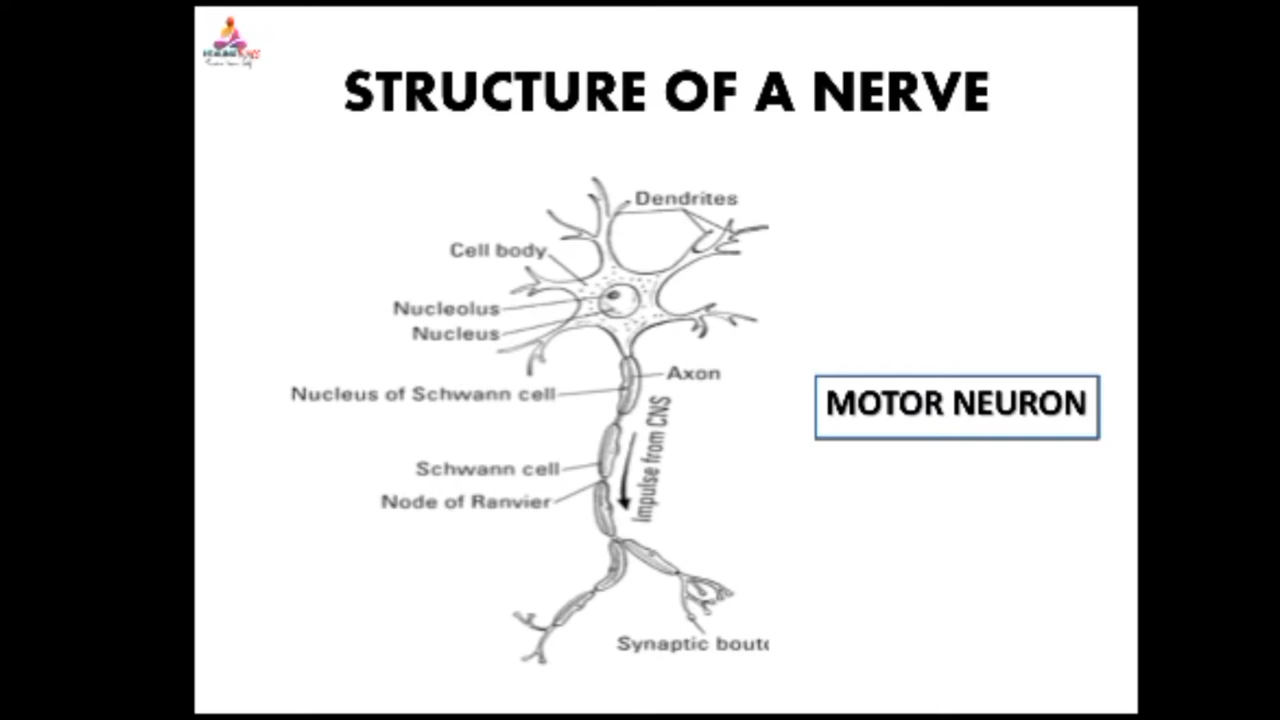 STRUCTURE OF A NERVE
Dendrites
Cell body
Nucleolus
Nucleus
Axon
Nucleus of Schwann cell
Impulse from CNS
MOTOR NEURON
Schwann cell
Node of Ranvier
Synaptic